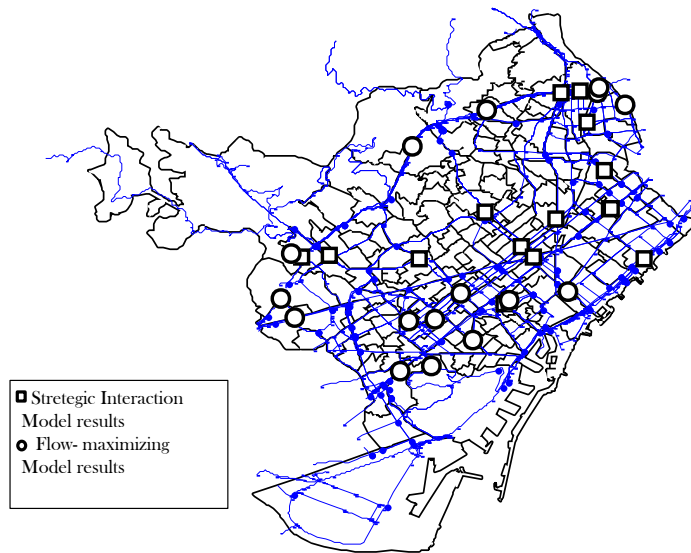 Stretegic Interaction
Model results
Flow- maximizing
Model results